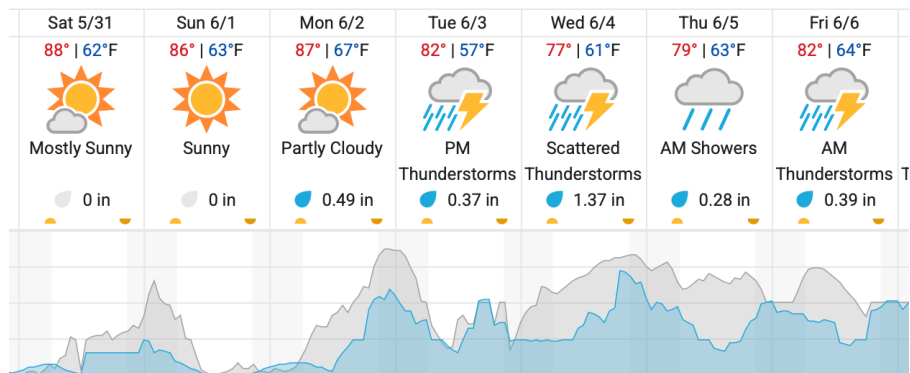 Sat 5/31 Sun 6/1 Mon 6/2 Tue 6/3 Wed 6/4 Thu 6/5 Fri 6/6
88° | 62°F 86° | 63°F 87° | 67°F 82° | 57°F 77° | 61°F 79° | 63°F 82° | 64°F
Mostly Sunny Sunny Partly Cloudy PM Scattered AM Showers AM
Thunderstorms Thunderstorms Thunderstorms T
0 in 0 in 0.49 in 0.37 in 1.37 in 0.28 in 0.39 in